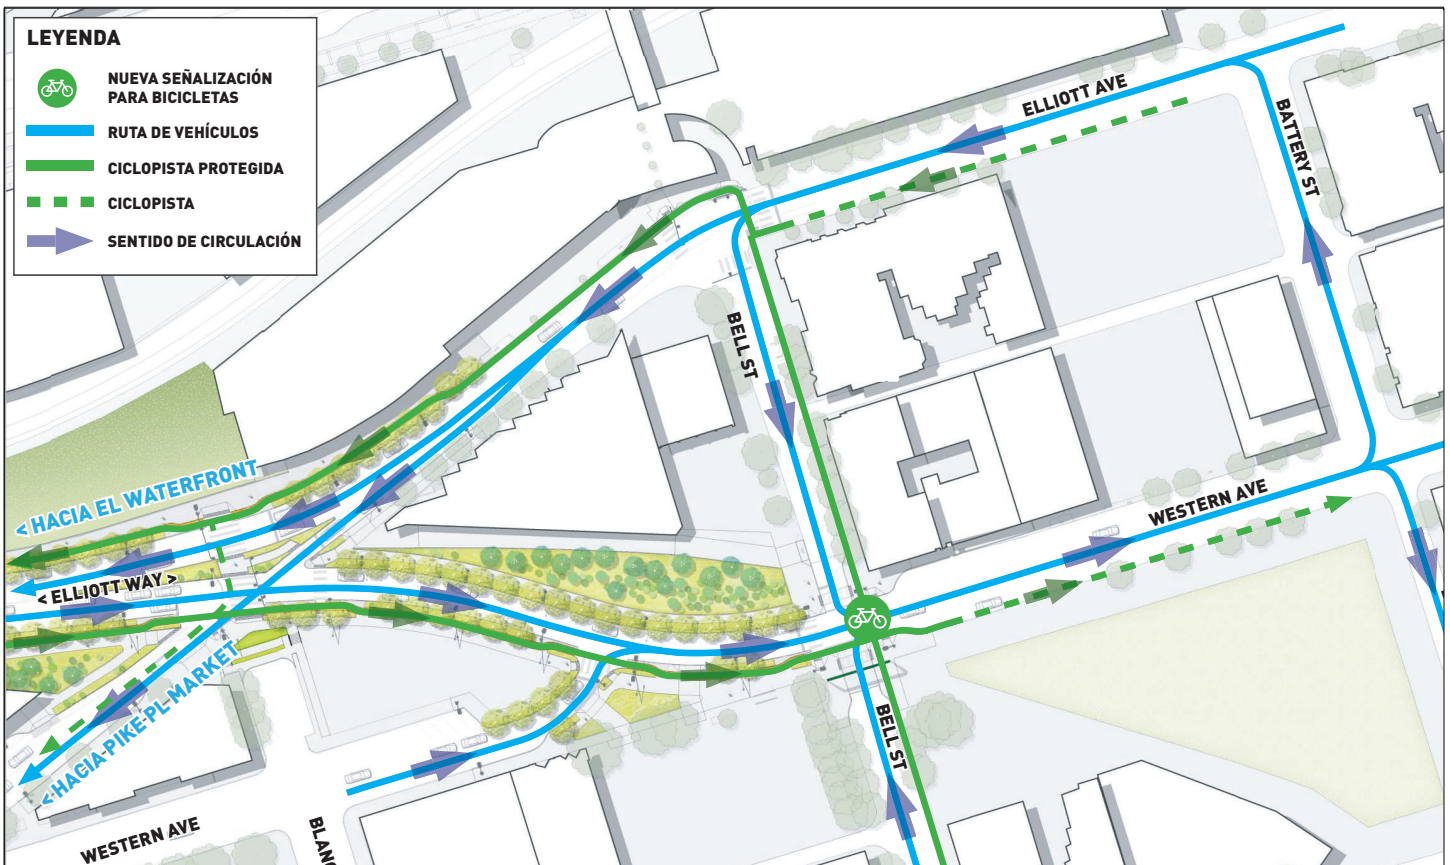 LEYENDA
NUEVA SEÑALIZACIÓN
PARA BICICLETAS
RUTA DE VEHÍCULOS
CICLOPISTA PROTEGIDA
CICLOPISTA
SENTIDO DE CIRCULACIÓN
ELLIOTT AVE
BATTERY ST
BELL ST
< HACIA EL WATERFRONT
WESTERN AVE
< ELLIOTT WAY >
< HACIA PIKE PL MARKET
BELL ST
WESTERN AVE